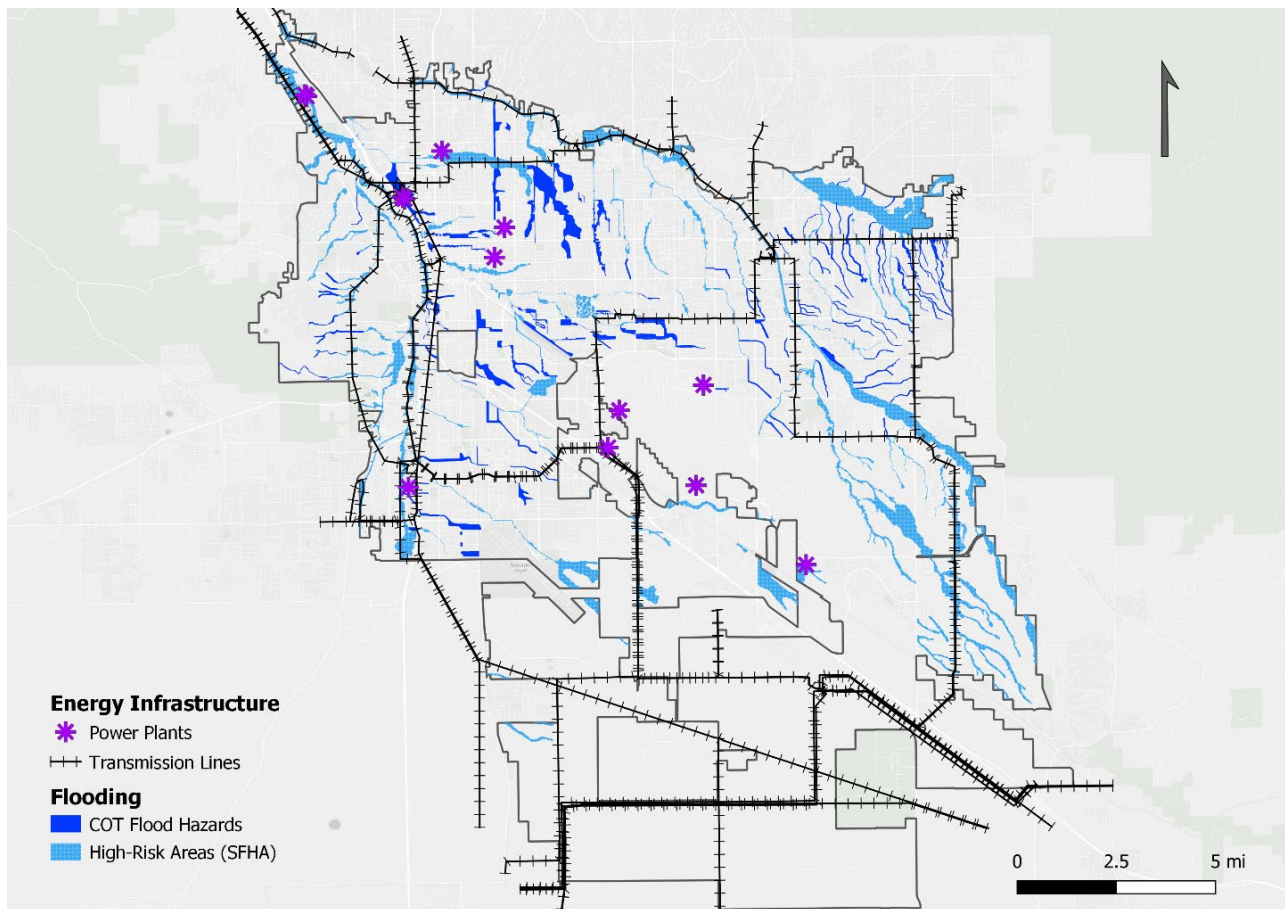 Energy Infrastructure
Power Plants
Transmission Lines
Flooding
COT Flood Hazards
High-Risk Areas (SFHA)
0 2.5 5 mi